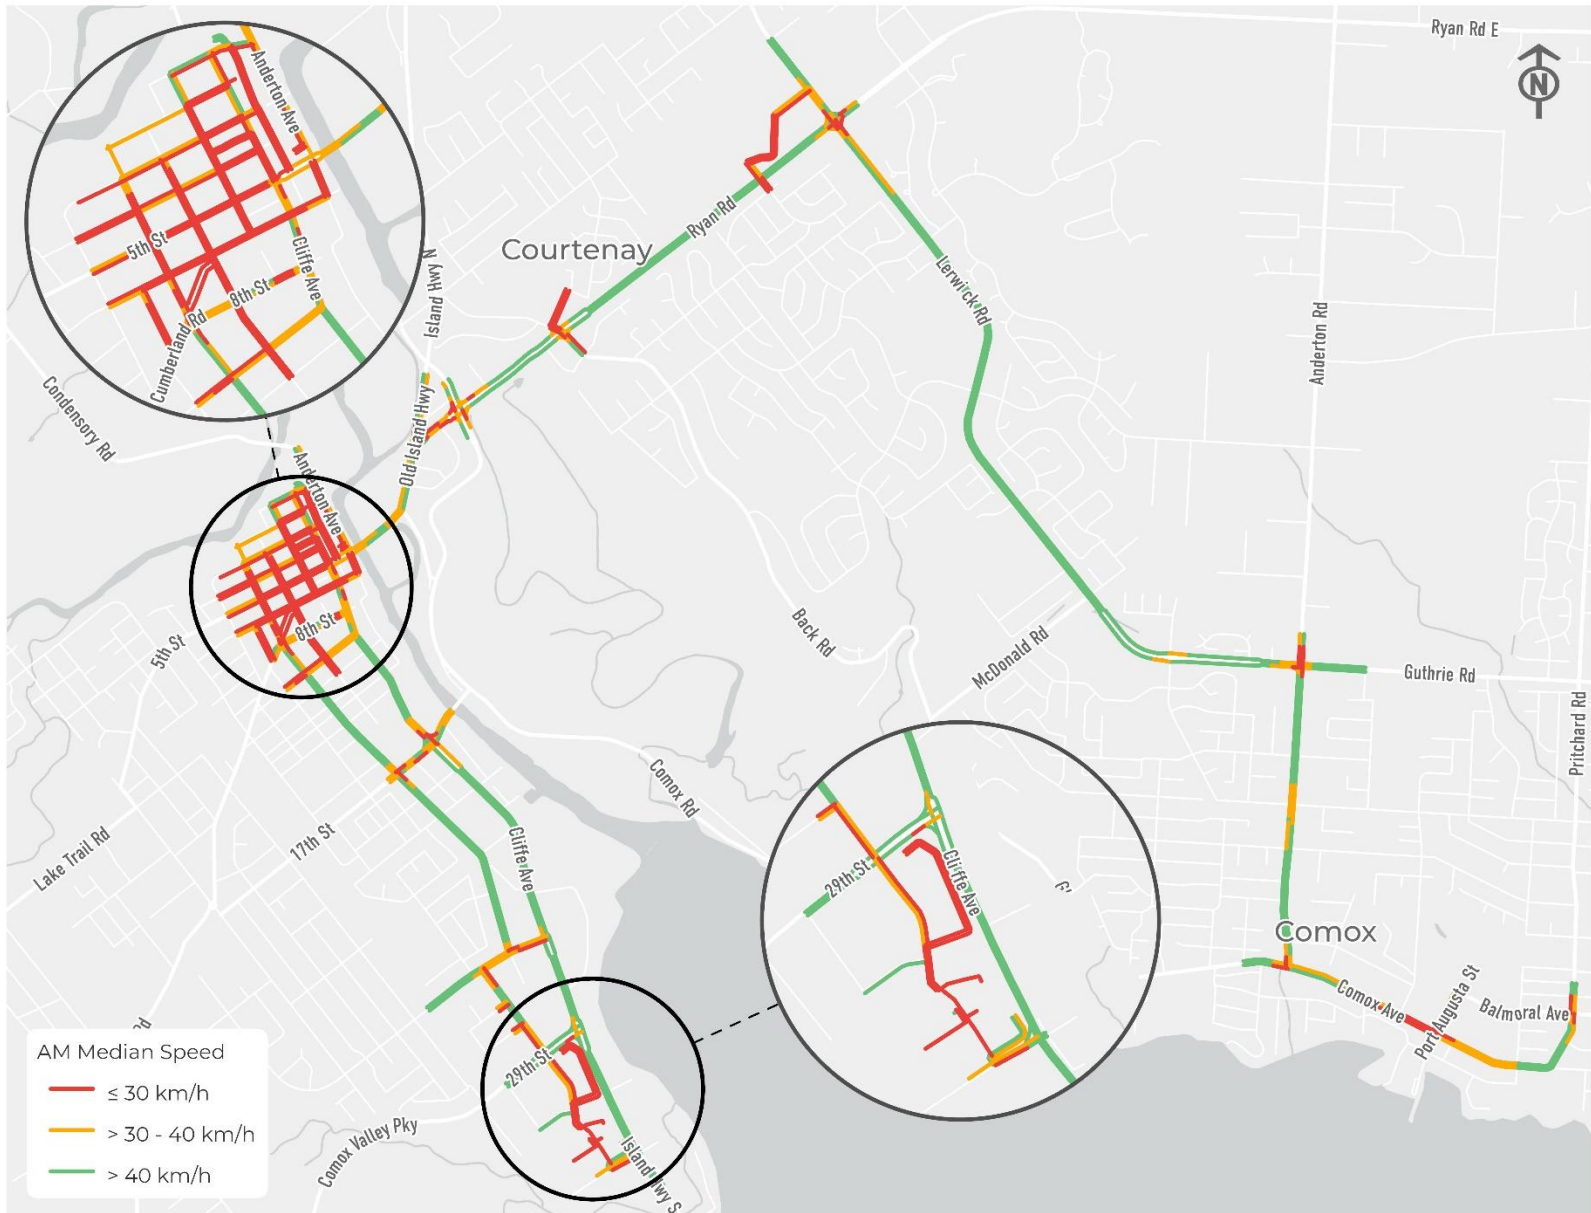 Ryan Rd E
N
Anderton Ave
5th St
Cliffe Ave
8th St
Cumberland Rd
Island Hwy N
Courtenay
Ryan Rd
Lerwick Rd
Anderton Rd
Condensory Rd
Old Island Hwy
Anderton Ave
8th St
5th St
Back Rd
McDonald Rd
Guthrie Rd
Pritchard Rd
Comox Rd
17th St
Lake Trail Rd
Cliffe Ave
29th St
Cliffe Ave
Comox
Comox Ave
Port Augusta St
Balmoral Ave
29th St
Comox Valley Pky
Island Hwy S
AM Median Speed
≤ 30 km/h
> 30 - 40 km/h
> 40 km/h